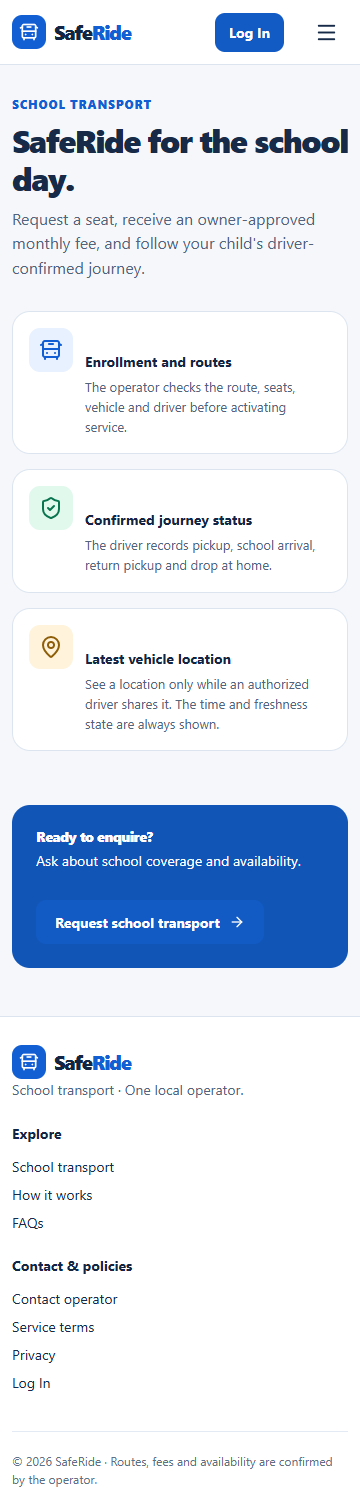 SafeRide
Log In
SCHOOL TRANSPORT
SafeRide for the school
day.
Request a seat, receive an owner-approved
monthly fee, and follow your child's driver-
confirmed journey.
Enrollment and routes
The operator checks the route, seats,
vehicle and driver before activating
service.
Confirmed journey status
The driver records pickup, school arrival,
return pickup and drop at home.
Latest vehicle location
See a location only while an authorized
driver shares it. The time and freshness
state are always shown.
Ready to enquire?
Ask about school coverage and availability.
Request school transport
SafeRide
School transport · One local operator.
Explore
School transport
How it works
FAQs
Contact & policies
Contact operator
Service terms
Privacy
Log In
© 2026 SafeRide · Routes, fees and availability are confirmed
by the operator.